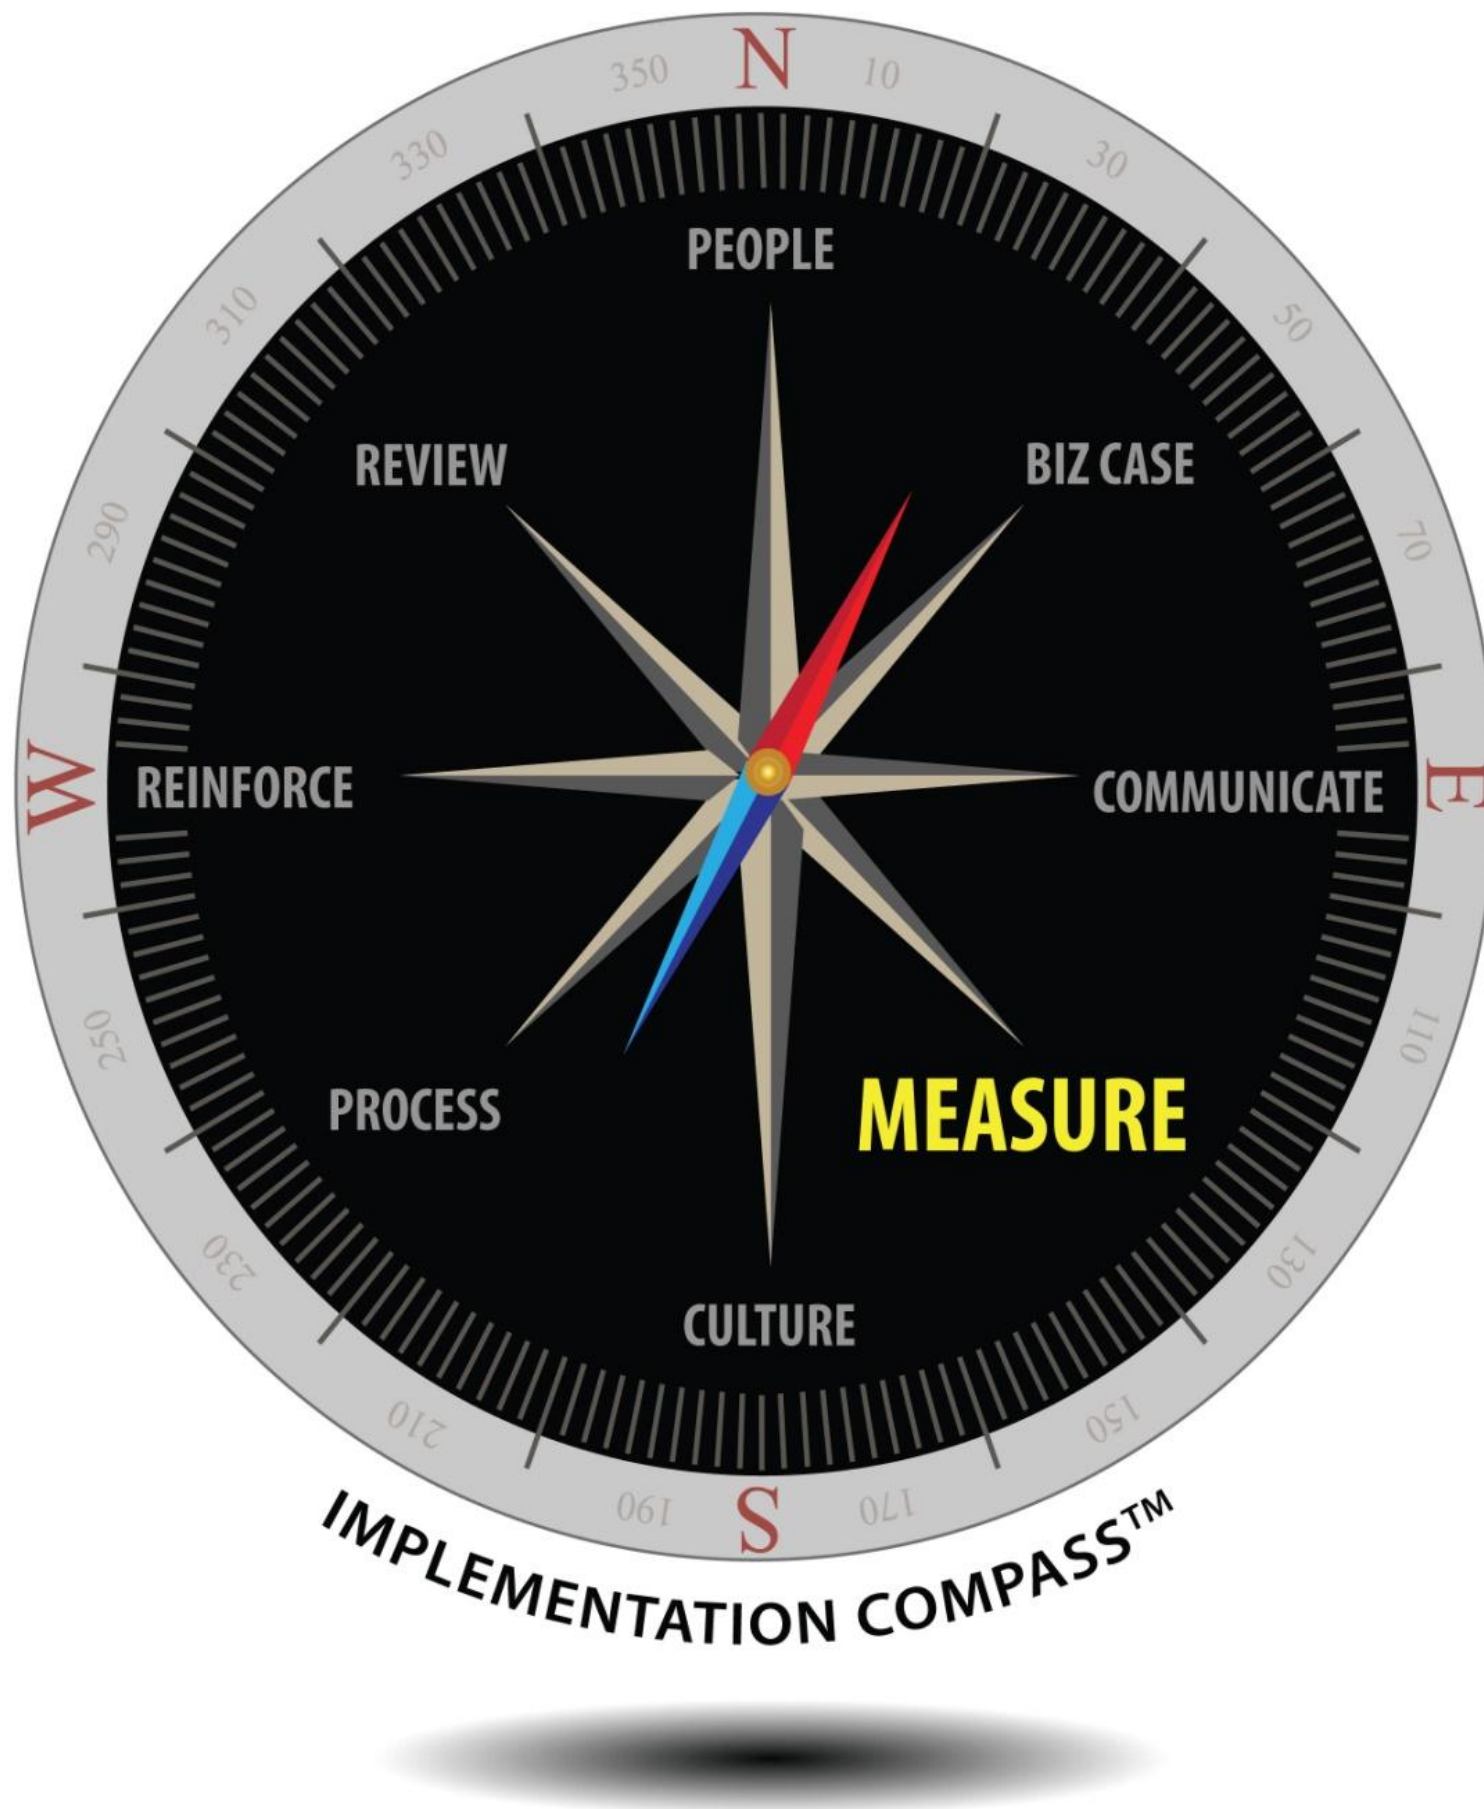 N
350
10
330
30
310
50
PEOPLE
REVIEW
BIZ CASE
290
70
W
REINFORCE
COMMUNICATE
E
250
110
PROCESS
MEASURE
230
130
CULTURE
210
150
190
S
170
IMPLEMENTATION COMPASS™